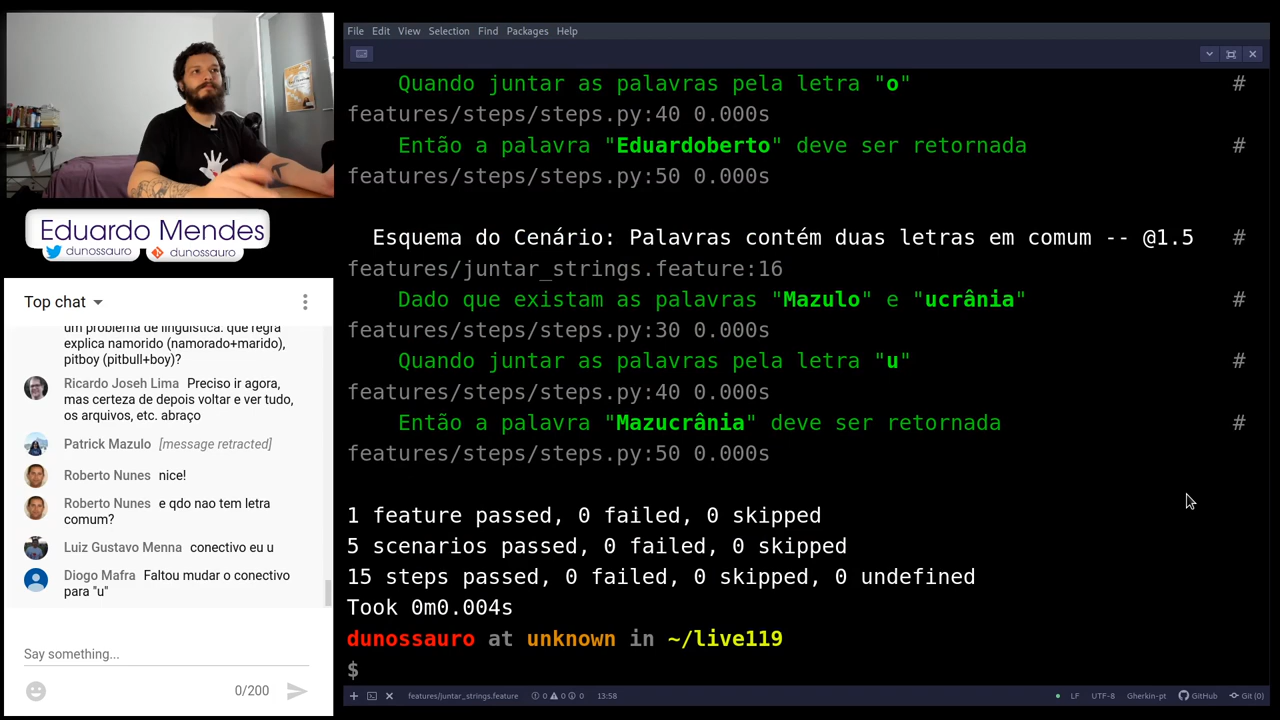 File Edit View Selection Find Packages Help
Quando juntar as palavras pela letra "o" #
features/steps/steps.py:40 0.000s
Então a palavra "Eduardoberto" deve ser retornada #
features/steps/steps.py:50 0.000s
Esquema do Cenário: Palavras contém duas letras em comum -- @1.5 #
features/juntar_strings.feature:16
Dado que existam as palavras "Mazulo" e "ucrânia" #
features/steps/steps.py:30 0.000s
Quando juntar as palavras pela letra "u" #
features/steps/steps.py:40 0.000s
Então a palavra "Mazucrânia" deve ser retornada #
features/steps/steps.py:50 0.000s
1 feature passed, 0 failed, 0 skipped
5 scenarios passed, 0 failed, 0 skipped
15 steps passed, 0 failed, 0 skipped, 0 undefined
Took 0m0.004s
dunossauro at unknown in ~/live119
$
features/juntar_strings.feature 0 0 0 13:58 LF UTF-8 Gherkin-pt GitHub Git (0)
Eduardo Mendes
dunossauro dunossauro
Top chat
um problema de linguística. que regra
explica namorido (namorado+marido),
pitboy (pitbull+boy)?
Ricardo Joseh Lima Preciso ir agora,
mas certeza de depois voltar e ver tudo,
os arquivos, etc. abraço
Patrick Mazulo [message retracted]
Roberto Nunes nice!
Roberto Nunes e qdo nao tem letra
comum?
Luiz Gustavo Menna conectivo eu u
Diogo Mafra Faltou mudar o conectivo
para "u"
Say something...
0/200